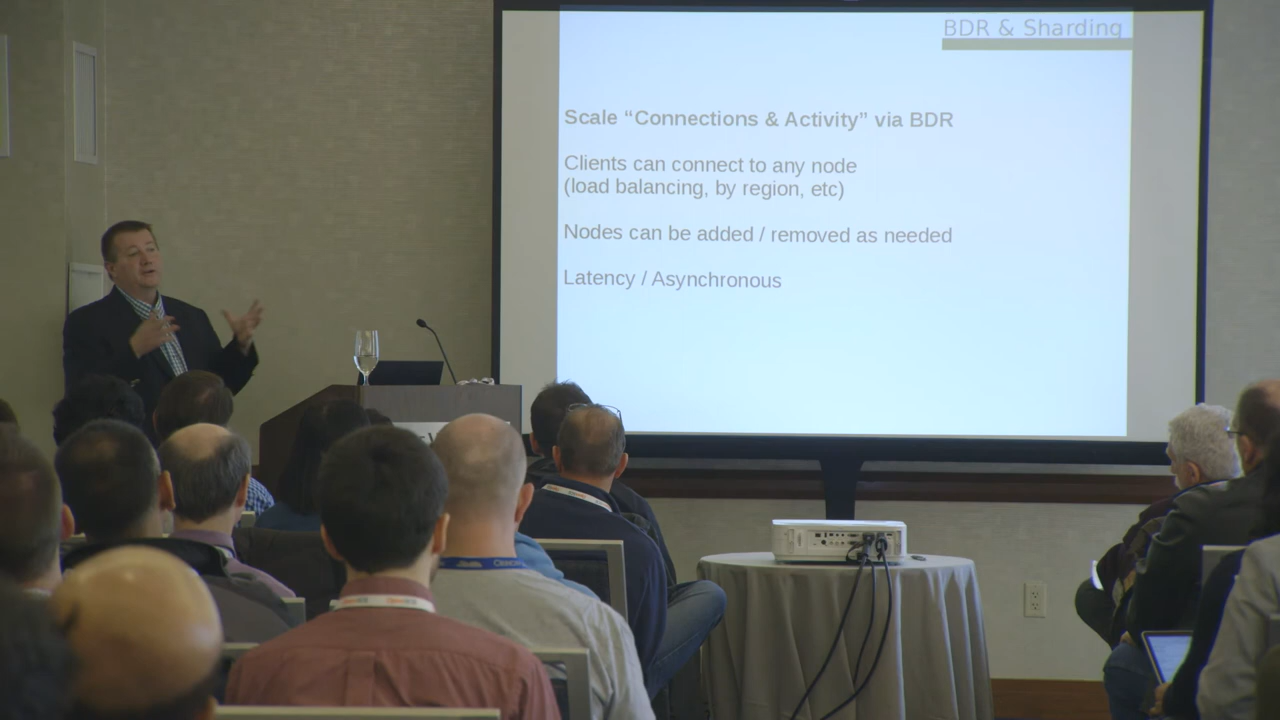 BDR & Sharding
Scale “Connections & Activity” via BDR
Clients can connect to any node
(load balancing, by region, etc)
Nodes can be added / removed as needed
Latency / Asynchronous